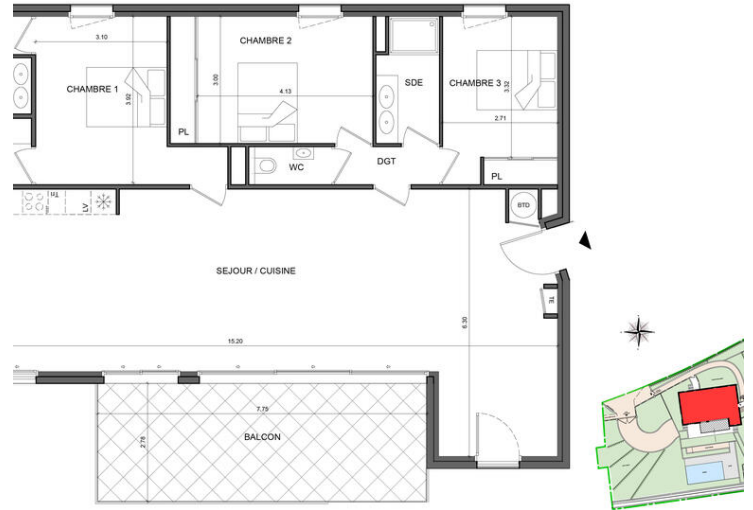 3.10
CHAMBRE 2
CHAMBRE 1
3.92
3.00
4.13
SDE
CHAMBRE 3
3.32
2.71
PL
WC
DGT
PL
LV
BTD
SEJOUR / CUISINE
TE
6.30
15.20
7.75
2.78
BALCON